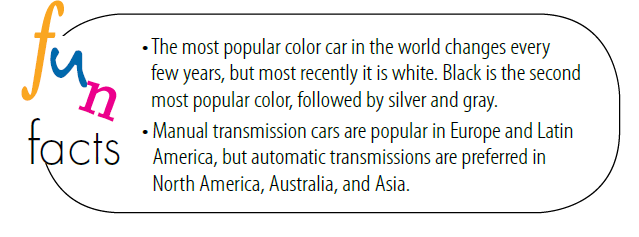 fun
facts
• The most popular color car in the world changes every
few years, but most recently it is white. Black is the second
most popular color, followed by silver and gray.
• Manual transmission cars are popular in Europe and Latin
America, but automatic transmissions are preferred in
North America, Australia, and Asia.